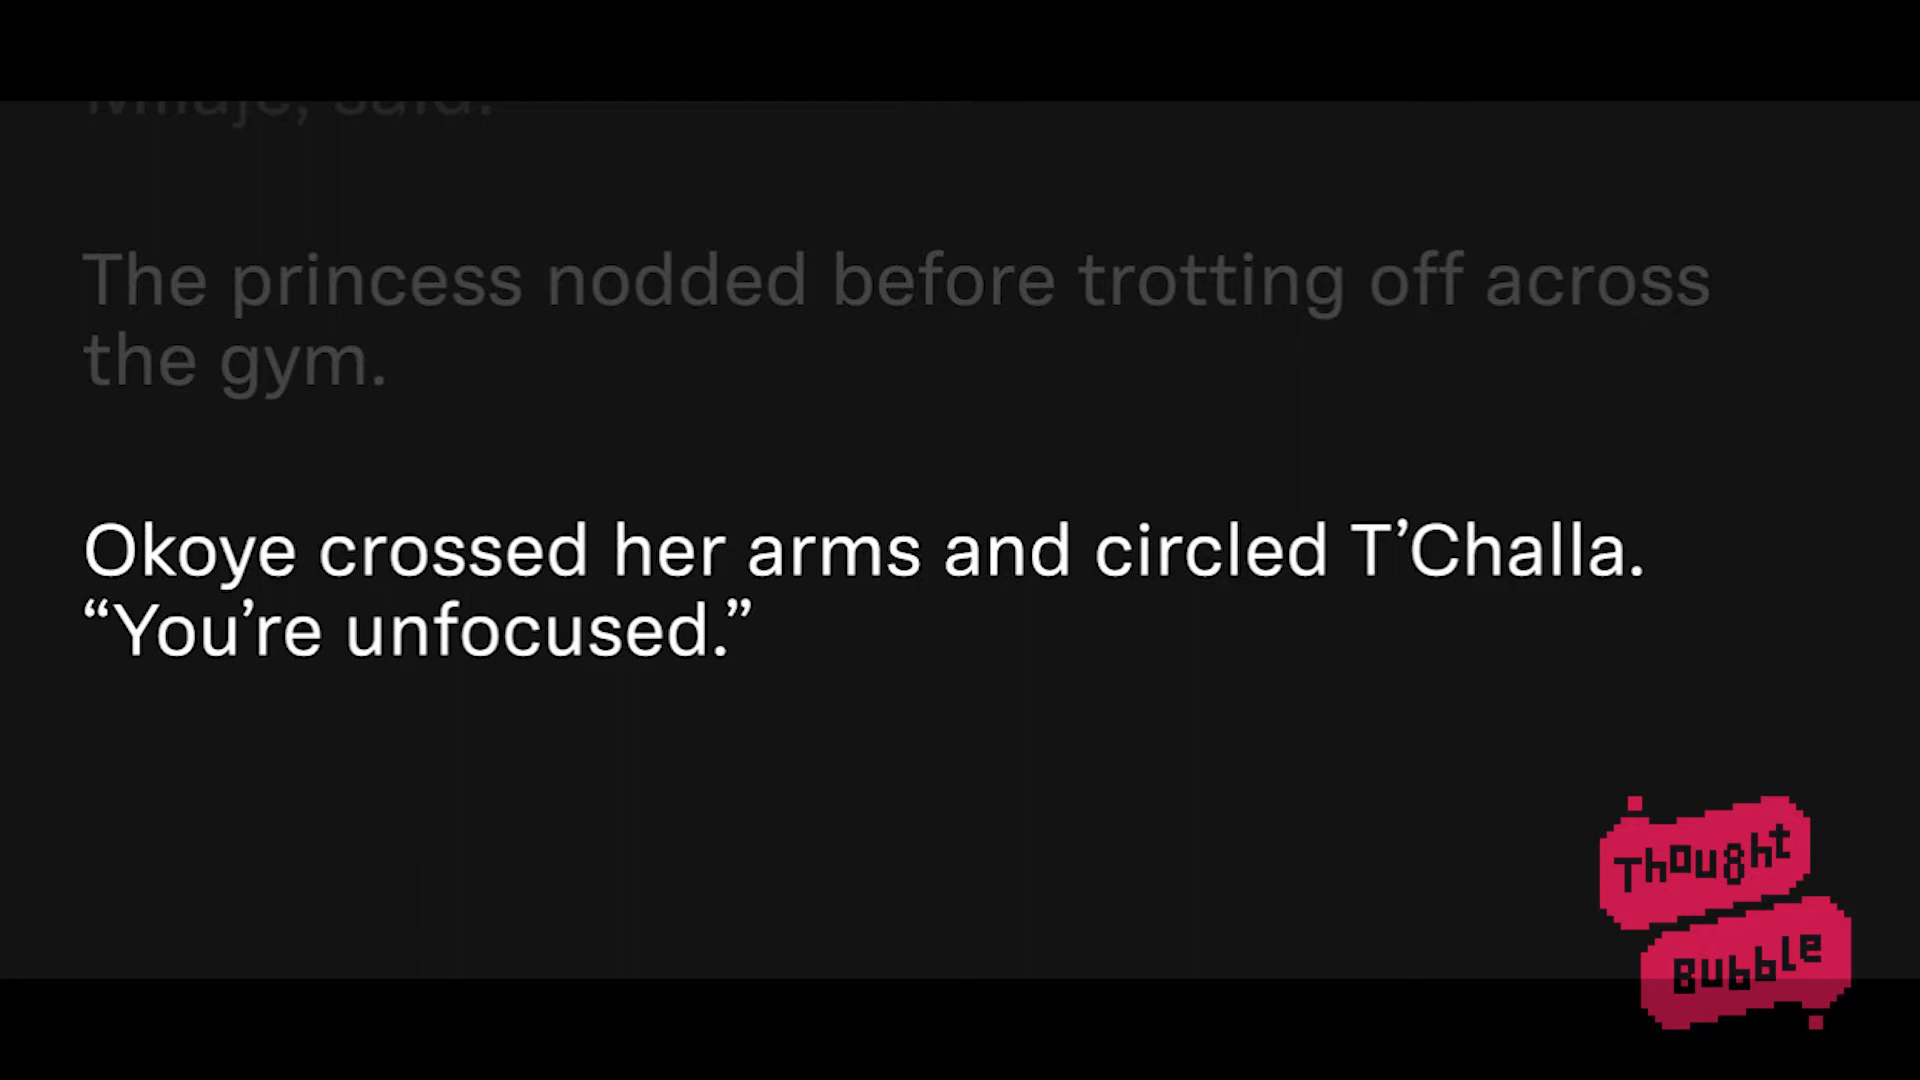 said.
The princess nodded before trotting off across
the gym.
Okoye crossed her arms and circled T’Challa.
“You’re unfocused.”
Thought
Bubble